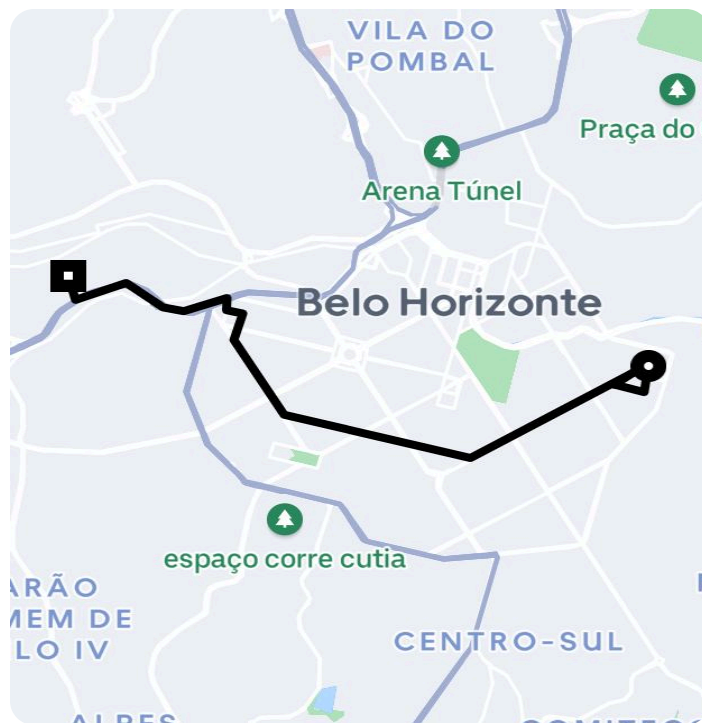 VILA DO
POMBAL
Praça do
Arena Túnel
Belo Horizonte
espaço corre cutia
ARÃO
MEM DE
LO IV
CENTRO-SUL